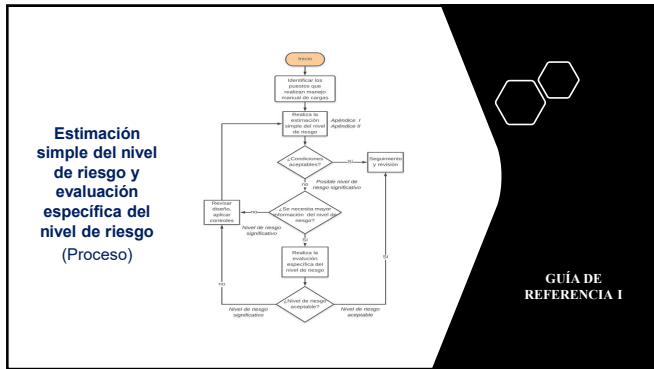 Estimación
simple del nivel
de riesgo y
evaluación
específica del
nivel de riesgo
(Proceso)
Inicio
Identificar los
puestos que
realizan manejo
manual de cargas
Realiza la
estimación
simple del nivel
de riesgo
Apéndice I
Apéndice II
¿Condiciones
aceptables?
Sí
Seguimiento
y revisión
no
Posible nivel de
riesgo significativo
¿Se necesita mayor
información del nivel de
riesgo?
no
Nivel de riesgo
significativo
Revisar
diseño,
aplicar
controles
Sí
Realiza la
evalución
específica del
nivel de riesgo
¿Nivel de riesgo
aceptable?
no
Nivel de riesgo
significativo
Sí
Nivel de riesgo
aceptable
GUÍA DE
REFERENCIA I